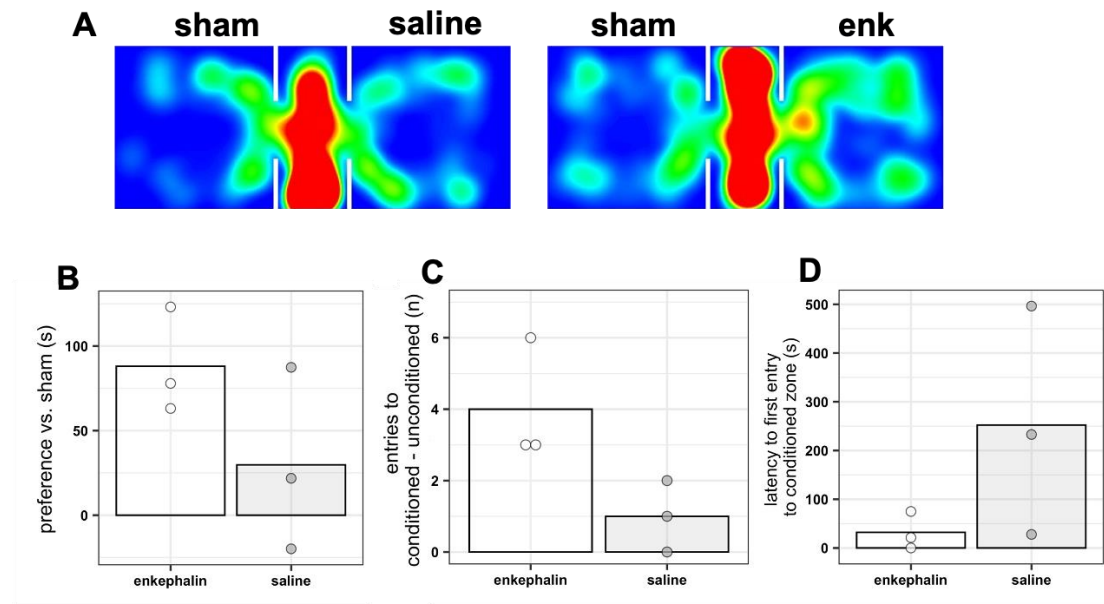 A
sham
saline
sham
enk
B
preference vs. sham (s)
100
50
0
enkephalin
saline
C
entries to
conditioned - unconditioned (n)
6
4
2
0
enkephalin
saline
D
latency to first entry
to conditioned zone (s)
500
400
300
200
100
0
enkephalin
saline